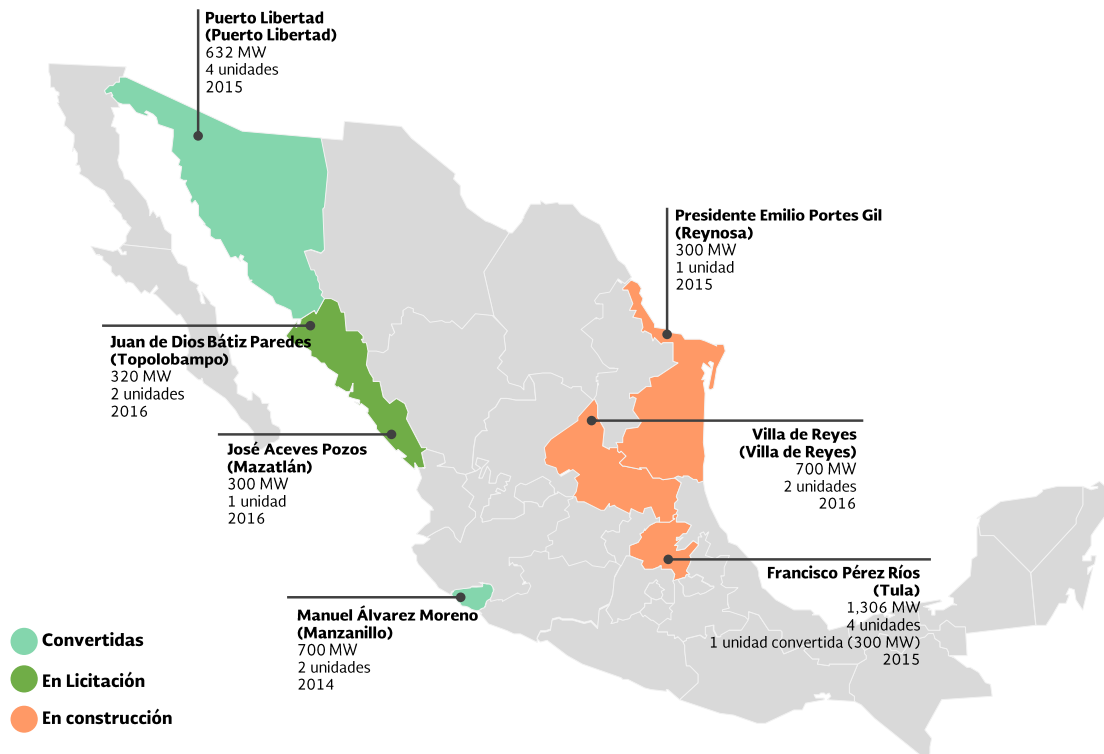 Puerto Libertad
(Puerto Libertad)
632 MW
4 unidades
2015
Presidente Emilio Portes Gil
(Reynosa)
300 MW
1 unidad
2015
Juan de Dios Bátiz Paredes
(Topolobampo)
320 MW
2 unidades
2016
José Aceves Pozos
(Mazatlán)
300 MW
1 unidad
2016
Villa de Reyes
(Villa de Reyes)
700 MW
2 unidades
2016
Francisco Pérez Ríos
(Tula)
1,306 MW
4 unidades
1 unidad convertida (300 MW)
2015
Manuel Álvarez Moreno
(Manzanillo)
700 MW
2 unidades
2014
Convertidas
En Licitación
En construcción